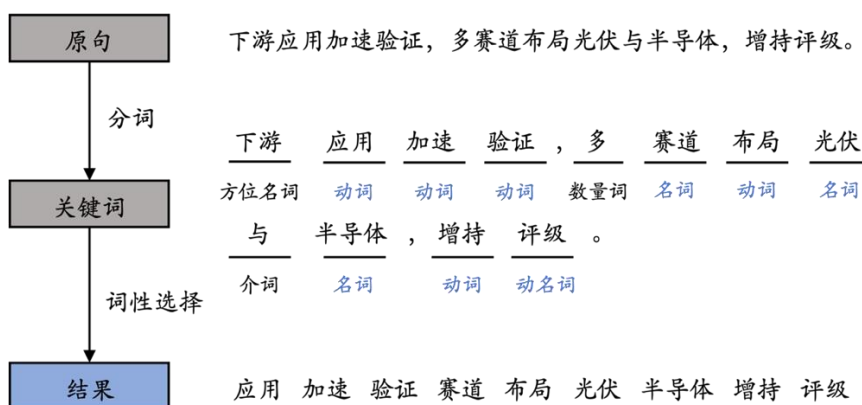 原句 下游应用加速验证，多赛道布局光伏与半导体，增持评级。
分词
下游 应用 加速 验证 ， 多 赛道 布局 光伏
方位名词 动词 动词 动词 数量词 名词 动词 名词
关键词
与 半导体 ， 增持 评级 。
介词 名词 动词 动名词
词性选择
结果 应用 加速 验证 赛道 布局 光伏 半导体 增持 评级